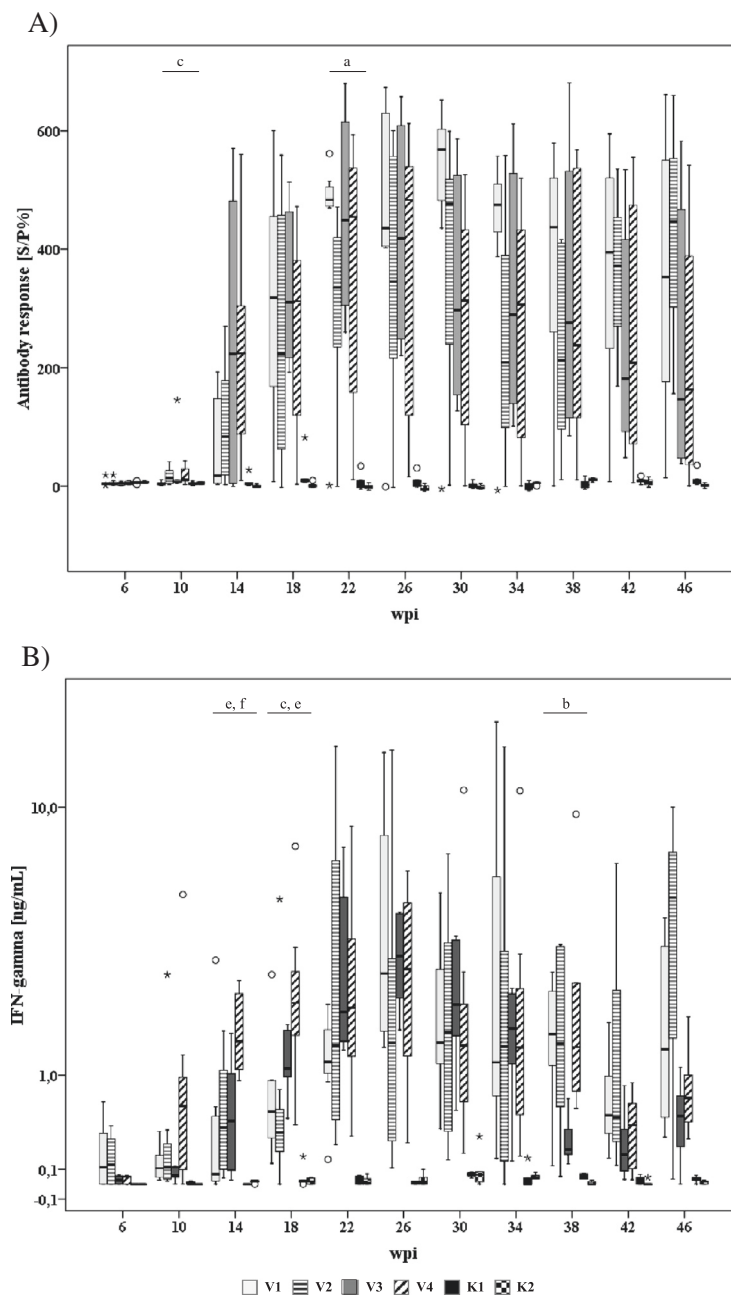 A)
c
a
Antibody response [S/P%]
600
400
200
0
6 10 14 18 22 26 30 34 38 42 46
wpi
B)
e, f
c, e
b
IFN-gamma [ng/mL]
10,0
1,0
0,1
-0,1
6 10 14 18 22 26 30 34 38 42 46
wpi
V1 V2 V3 V4 K1 K2